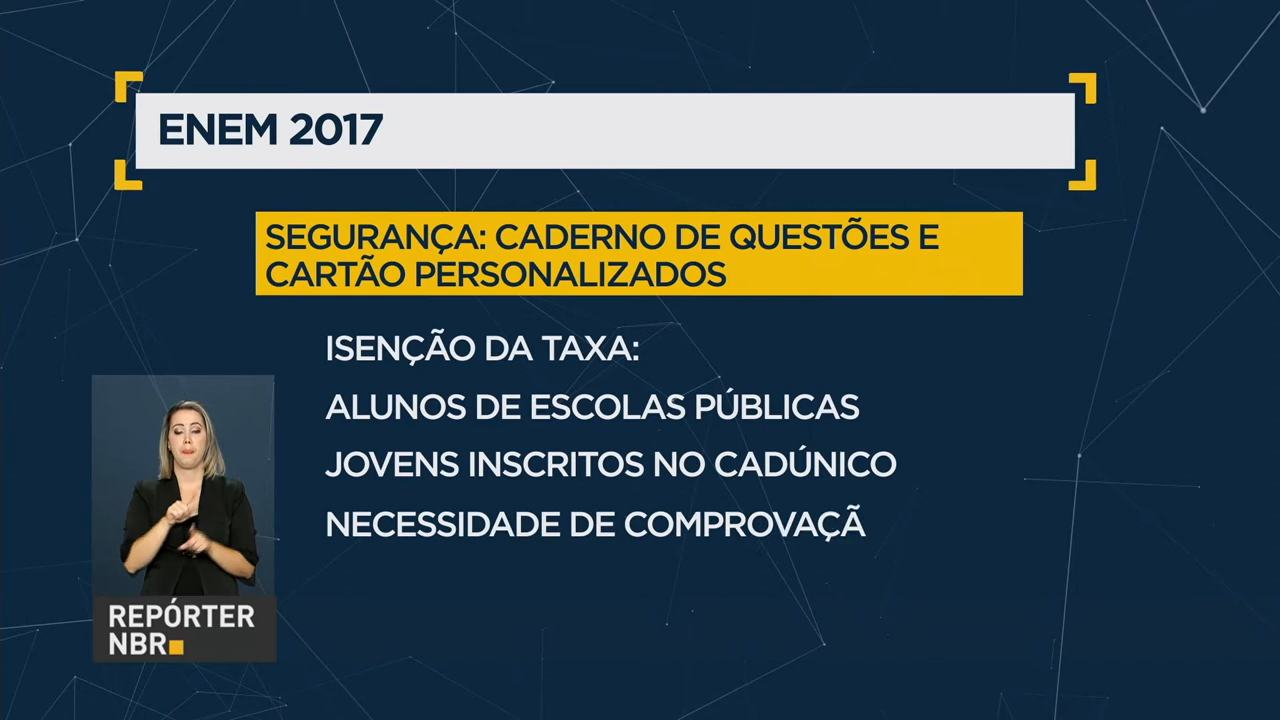 ENEM 2017
SEGURANÇA: CADERNO DE QUESTÕES E
CARTÃO PERSONALIZADOS
ISENÇÃO DA TAXA:
ALUNOS DE ESCOLAS PÚBLICAS
JOVENS INSCRITOS NO CADÚNICO
NECESSIDADE DE COMPROVAÇÃ
REPÓRTER
NBR